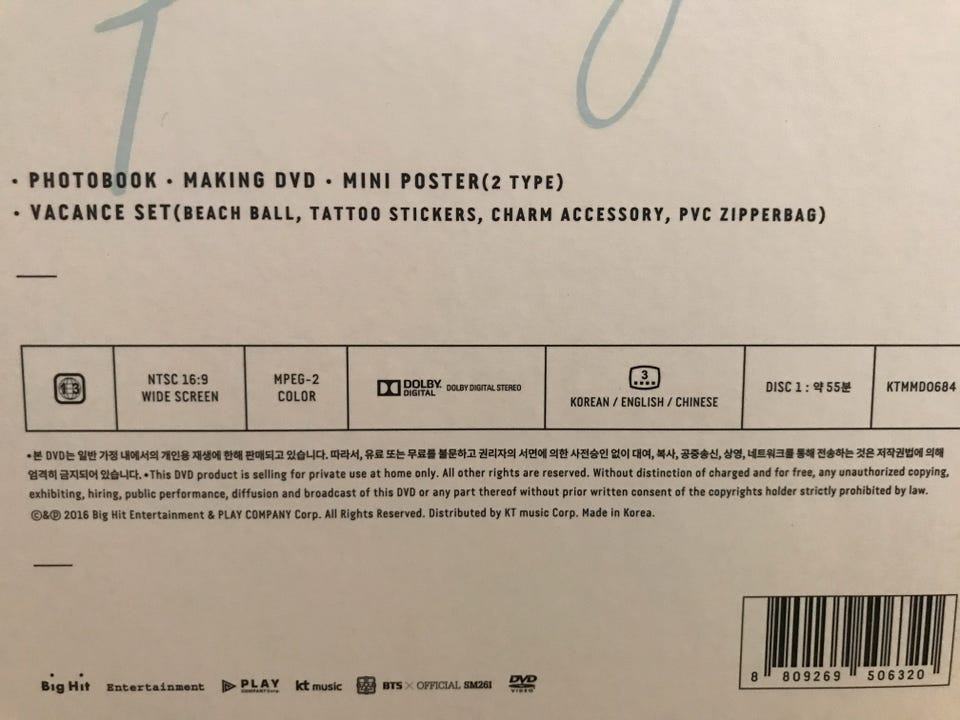 • PHOTOBOOK • MAKING DVD • MINI POSTER(2 TYPE)
• VACANCE SET(BEACH BALL, TATTOO STICKERS, CHARM ACCESSORY, PVC ZIPPERBAG)
1 3
NTSC 16:9
WIDE SCREEN
MPEG-2
COLOR
DOLBY DIGITAL DOLBY DIGITAL STEREO
3
KOREAN / ENGLISH / CHINESE
DISC 1 : 약 55분
KTMMD0684
•본 DVD는 일반 가정 내에서의 개인용 재생에 한해 판매되고 있습니다. 따라서, 유료 또는 무료를 불문하고 권리자의 서면에 의한 사전승인 없이 대여, 복사, 공중송신, 상영, 네트워크를 통해 전송하는 것은 저작권법에 의해
엄격히 금지되어 있습니다. •This DVD product is selling for private use at home only. All other rights are reserved. Without distinction of charged and for free, any unauthorized copying,
exhibiting, hiring, public performance, diffusion and broadcast of this DVD or any part thereof without prior written consent of the copyrights holder strictly prohibited by law.
©&℗ 2016 Big Hit Entertainment & PLAY COMPANY Corp. All Rights Reserved. Distributed by KT music Corp. Made in Korea.
Big Hit Entertainment PLAY COMPANY Corp. kt music BTS × OFFICIAL SM261 DVD VIDEO
8 809269 506320